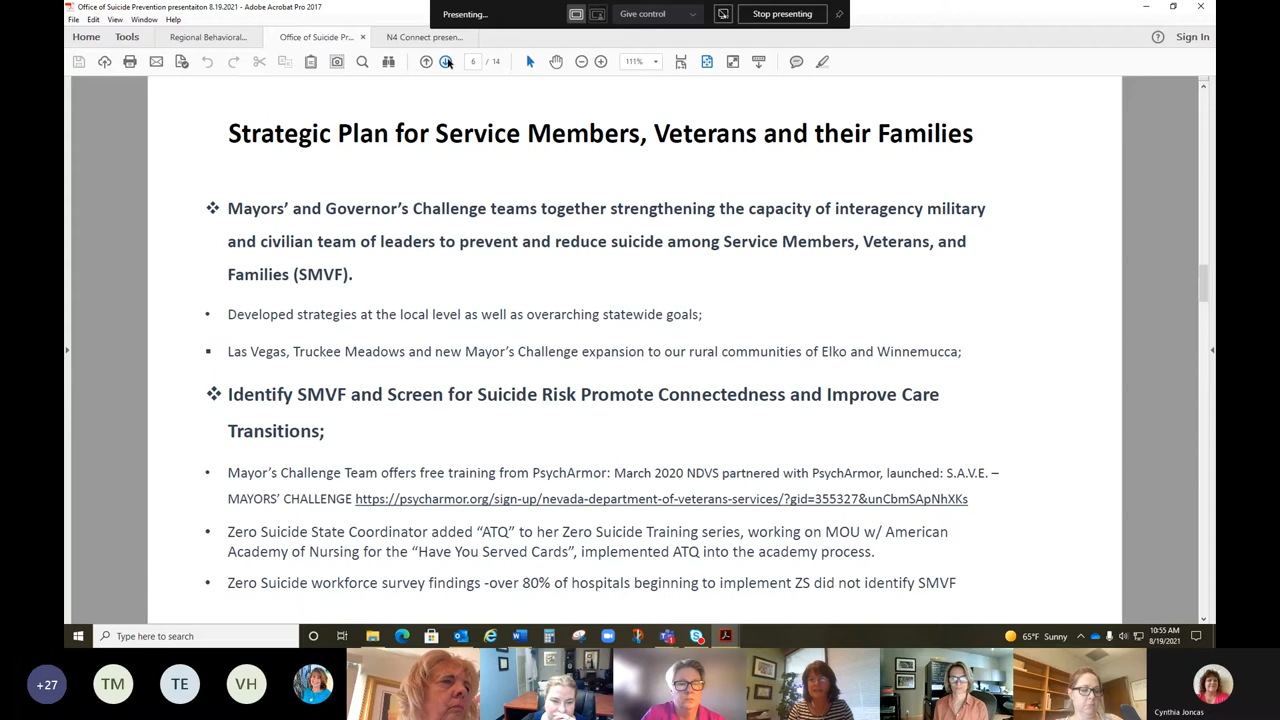 Office of Suicide Prevention presentaiton 8.19.2021 - Adobe Acrobat Pro 2017
Presenting...
Give control
Stop presenting
File Edit View Window Help
Home Tools Regional Behavioral... Office of Suicide Pr... × N4 Connect presen... Sign In
6 / 14 111%
Strategic Plan for Service Members, Veterans and their Families
❖ Mayors' and Governor's Challenge teams together strengthening the capacity of interagency military
and civilian team of leaders to prevent and reduce suicide among Service Members, Veterans, and
Families (SMVF).
• Developed strategies at the local level as well as overarching statewide goals;
▪ Las Vegas, Truckee Meadows and new Mayor's Challenge expansion to our rural communities of Elko and Winnemucca;
❖ Identify SMVF and Screen for Suicide Risk Promote Connectedness and Improve Care
Transitions;
• Mayor's Challenge Team offers free training from PsychArmor: March 2020 NDVS partnered with PsychArmor, launched: S.A.V.E. –
MAYORS' CHALLENGE https://psycharmor.org/sign-up/nevada-department-of-veterans-services/?gid=355327&unCbmSApNhXKs
• Zero Suicide State Coordinator added “ATQ” to her Zero Suicide Training series, working on MOU w/ American
Academy of Nursing for the “Have You Served Cards”, implemented ATQ into the academy process.
• Zero Suicide workforce survey findings -over 80% of hospitals beginning to implement ZS did not identify SMVF
Type here to search
65°F Sunny
10:55 AM
8/19/2021
+27 TM TE VH
Cynthia Joncas